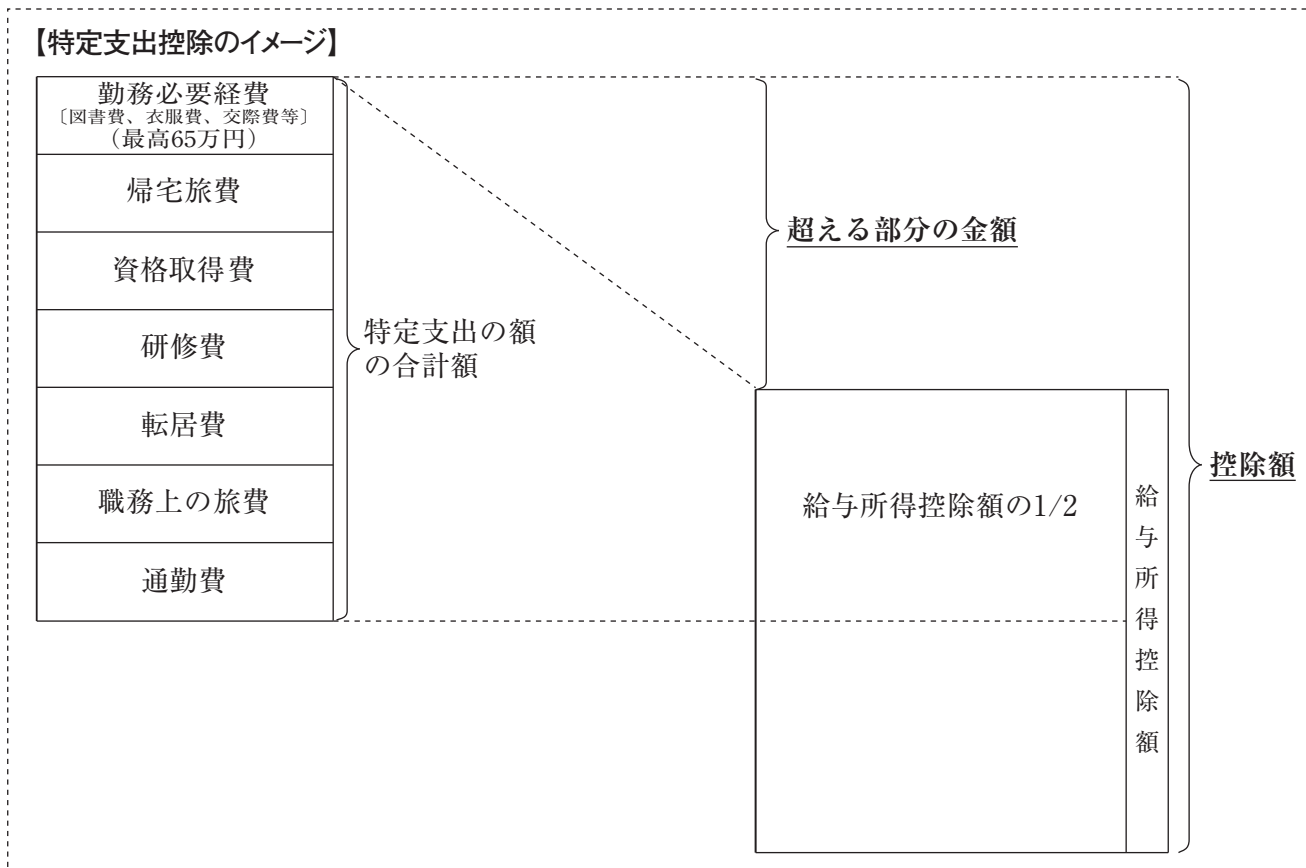 【特定支出控除のイメージ】
勤務必要経費
〔図書費、衣服費、交際費等〕
（最高65万円）
帰宅旅費
資格取得費
研修費
転居費
職務上の旅費
通勤費
特定支出の額
の合計額
超える部分の金額
給与所得控除額の1/2
給与所得控除額
控除額